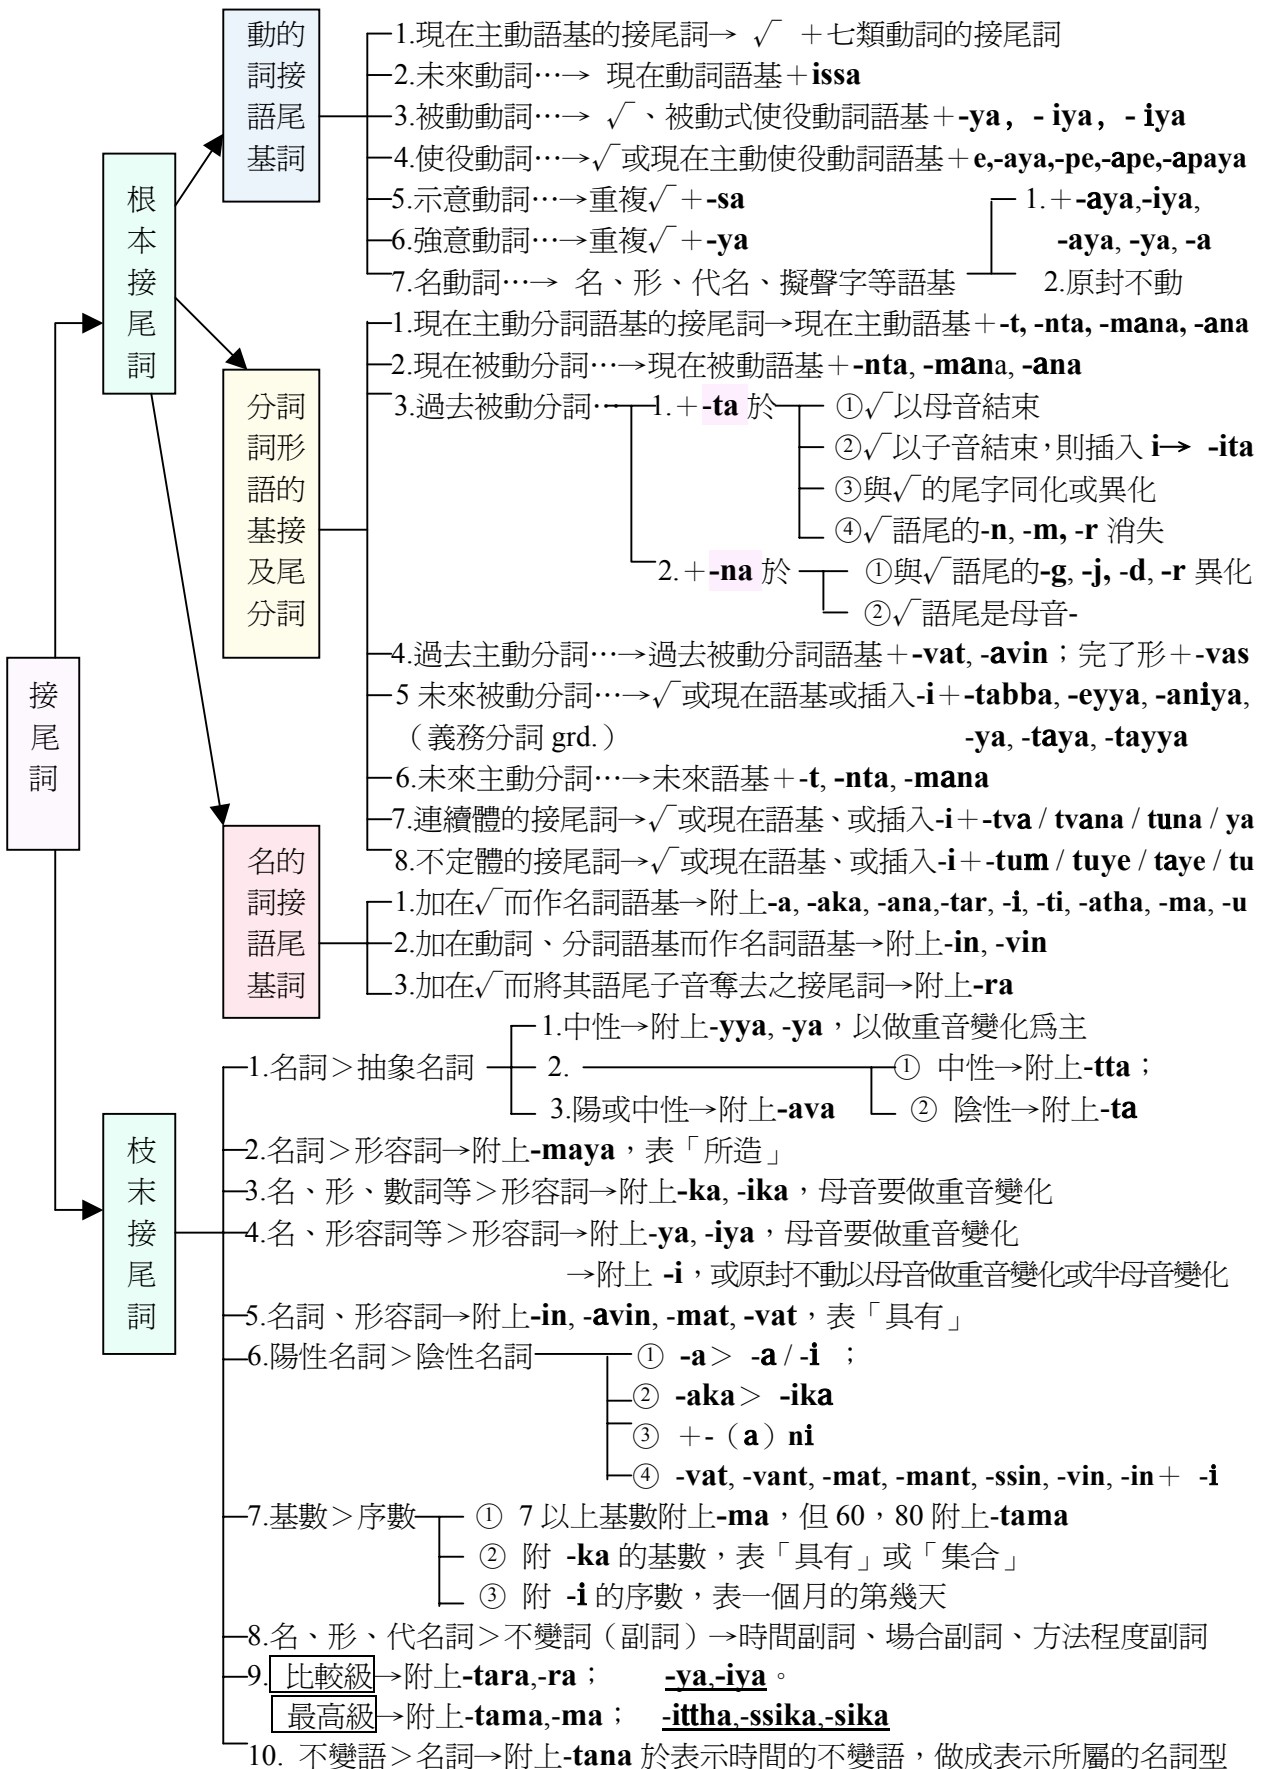 接尾詞
根本接尾詞
動的
詞接
語尾
基詞
1.現在主動語基的接尾詞→ √ ＋七類動詞的接尾詞
2.未來動詞…→ 現在動詞語基＋issa
3.被動動詞…→ √、被動式使役動詞語基＋-ya, - iya, - iya
4.使役動詞…→√或現在主動使役動詞語基＋e,-aya,-pe,-ape,-apaya
5.示意動詞…→重複√＋-sa
6.強意動詞…→重複√＋-ya
7.名動詞…→ 名、形、代名、擬聲字等語基
1.＋-aya,-iya,
-aya, -ya, -a
2.原封不動
分詞
詞形
語的
基接
及尾
分詞
1.現在主動分詞語基的接尾詞→現在主動語基＋-t, -nta, -mana, -ana
2.現在被動分詞…→現在被動語基＋-nta, -mana, -ana
3.過去被動分詞…
1.＋-ta 於
①√以母音結束
②√以子音結束，則插入 i→ -ita
③與√的尾字同化或異化
④√語尾的-n, -m, -r 消失
2.＋-na 於
①與√語尾的-g, -j, -d, -r 異化
②√語尾是母音-
4.過去主動分詞…→過去被動分詞語基＋-vat, -avin；完了形＋-vas
5 未來被動分詞…→√或現在語基或插入-i＋-tabba, -eyya, -aniya,
（義務分詞 grd.） -ya, -taya, -tayya
6.未來主動分詞…→未來語基＋-t, -nta, -mana
7.連續體的接尾詞→√或現在語基、或插入-i＋-tva / tvana / tuna / ya
8.不定體的接尾詞→√或現在語基、或插入-i＋-tum / tuye / taye / tu
名的
詞接
語尾
基詞
1.加在√而作名詞語基→附上-a, -aka, -ana,-tar, -i, -ti, -atha, -ma, -u
2.加在動詞、分詞語基而作名詞語基→附上-in, -vin
3.加在√而將其語尾子音奪去之接尾詞→附上-ra
枝末接尾詞
1.名詞＞抽象名詞
1.中性→附上-yya, -ya，以做重音變化爲主
2.
① 中性→附上-tta；
② 陰性→附上-ta
3.陽或中性→附上-ava
2.名詞＞形容詞→附上-maya，表「所造」
3.名、形、數詞等＞形容詞→附上-ka, -ika，母音要做重音變化
4.名、形容詞等＞形容詞→附上-ya, -iya，母音要做重音變化
→附上 -i，或原封不動以母音做重音變化或半母音變化
5.名詞、形容詞→附上-in, -avin, -mat, -vat，表「具有」
6.陽性名詞＞陰性名詞
① -a＞ -a / -i ；
② -aka＞ -ika
③ ＋-（a）ni
④ -vat, -vant, -mat, -mant, -ssin, -vin, -in＋ -i
7.基數＞序數
① 7 以上基數附上-ma，但 60，80 附上-tama
② 附 -ka 的基數，表「具有」或「集合」
③ 附 -i 的序數，表一個月的第幾天
8.名、形、代名詞＞不變詞（副詞）→時間副詞、場合副詞、方法程度副詞
9. 比較級→附上-tara,-ra； -ya,-iya。
最高級→附上-tama,-ma； -ittha,-ssika,-sika
10. 不變語＞名詞→附上-tana 於表示時間的不變語，做成表示所屬的名詞型